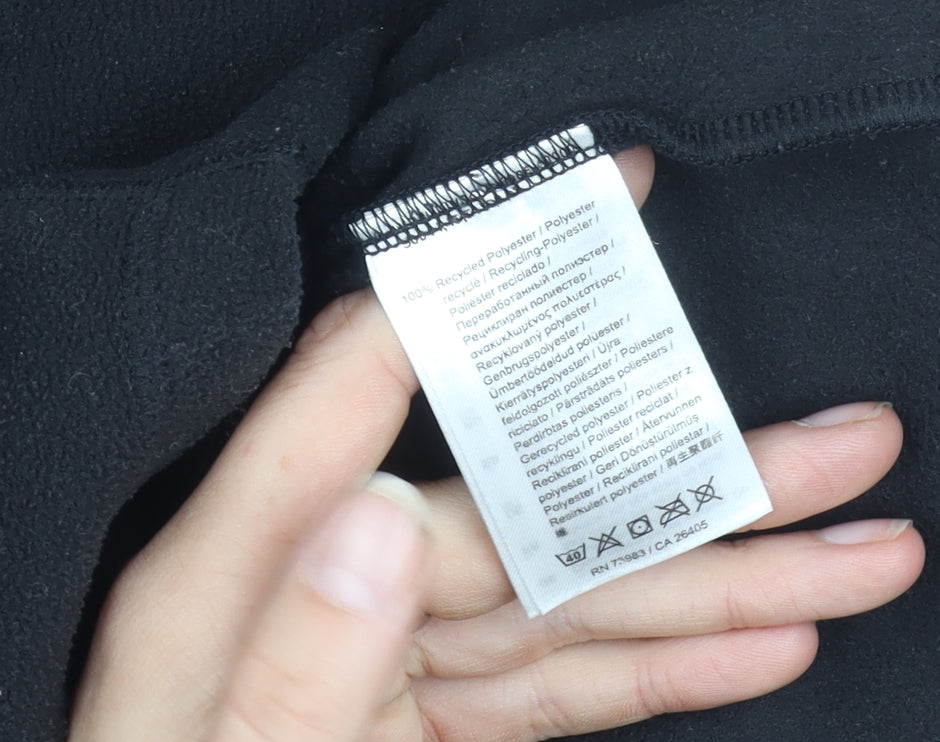 100% Recycled Polyester / Polyester
recyclé / Recycling-Polyester /
Poliéster reciclado /
Переработанный полиэстер /
Рециклиран полиестер /
ανακυκλωμένος πολυεστέρας /
Recyklovaný polyester /
Genbrugspolyester /
Ümbertöödeldud polüester /
Kierrätyspolyesteri / Újra
feldolgozott poliészter / Poliestere
riciclato / Pārstrādāts poliesters /
Perdirbtas poliesteris /
Gerecycled polyester / Poliester z
recyklingu / Poliester reciclat /
Reciklirani poliester / Återvunnen
polyester / Geri Dönüştürülmüş
Polyester / Reciklirani poliestar /
Resirkulert polyester / 再生聚酯纤
维
40
RN 73983 / CA 26405